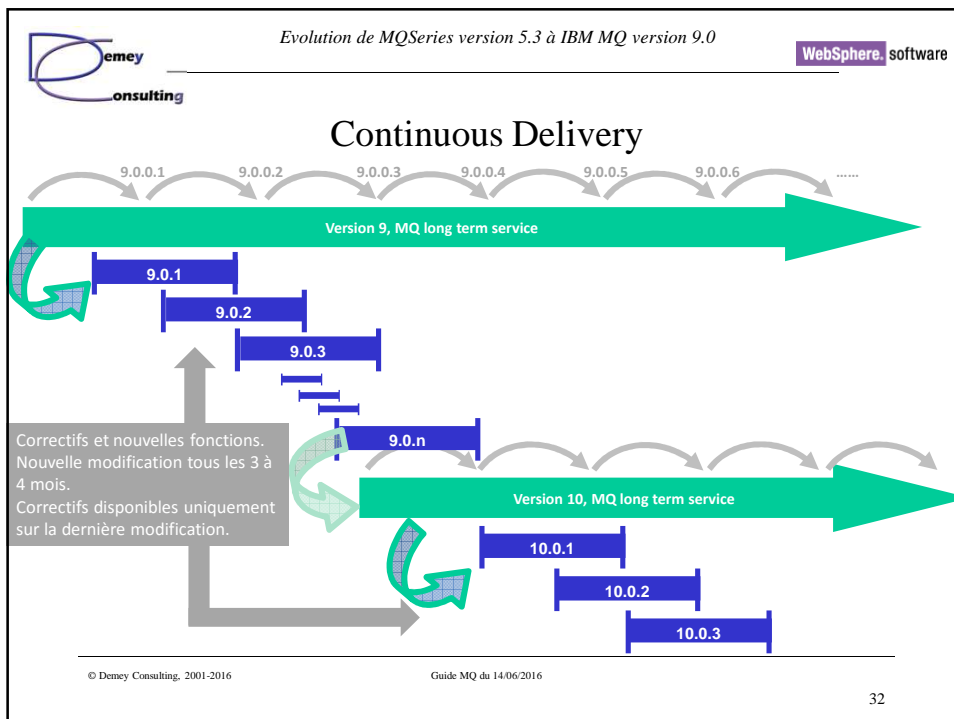 Evolution de MQSeries version 5.3 à IBM MQ version 9.0
Demey
Consulting
WebSphere. software
Continuous Delivery
9.0.0.1 9.0.0.2 9.0.0.3 9.0.0.4 9.0.0.5 9.0.0.6 ......
Version 9, MQ long term service
9.0.1
9.0.2
9.0.3
9.0.n
Correctifs et nouvelles fonctions.
Nouvelle modification tous les 3 à
4 mois.
Correctifs disponibles uniquement
sur la dernière modification.
Version 10, MQ long term service
10.0.1
10.0.2
10.0.3
© Demey Consulting, 2001-2016 Guide MQ du 14/06/2016
32